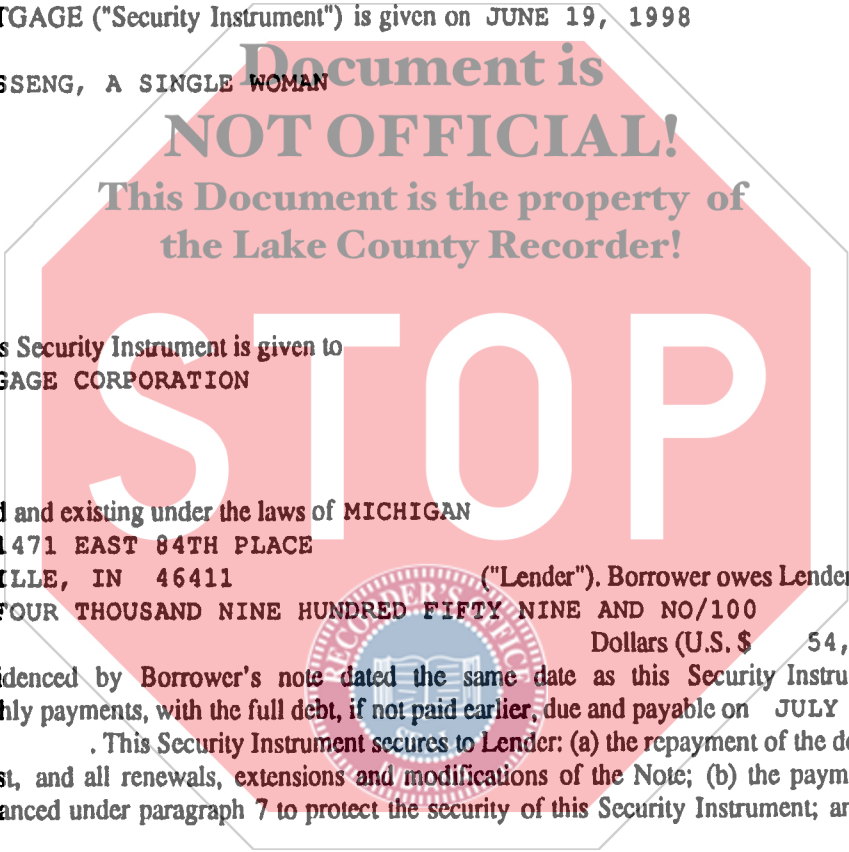 TGAGE ("Security Instrument") is given on JUNE 19, 1998
SSENG, A SINGLE WOMAN
Document is
NOT OFFICIAL!
This Document is the property of
the Lake County Recorder!
STOP
s Security Instrument is given to
GAGE CORPORATION
d and existing under the laws of MICHIGAN
1471 EAST 84TH PLACE
ILLE, IN 46411 ("Lender"). Borrower owes Lender
FOUR THOUSAND NINE HUNDRED FIFTY NINE AND NO/100
Dollars (U.S. $ 54,
RECORDER'S OFFICE
SEAL
idenced by Borrower's note dated the same date as this Security Instru
hly payments, with the full debt, if not paid earlier, due and payable on JULY
. This Security Instrument secures to Lender: (a) the repayment of the de
st, and all renewals, extensions and modifications of the Note; (b) the paym
anced under paragraph 7 to protect the security of this Security Instrument; an